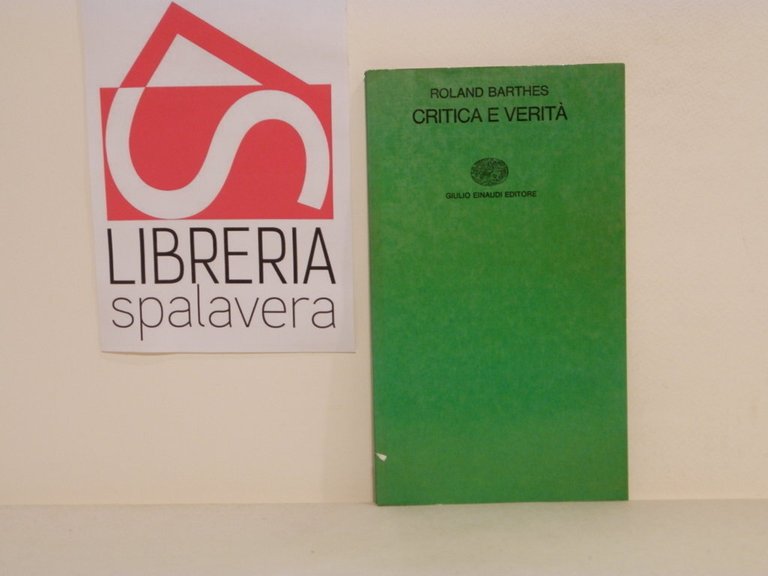 LIBRERIA
spalavera
ROLAND BARTHES
CRITICA E VERITÀ
GIULIO EINAUDI EDITORE